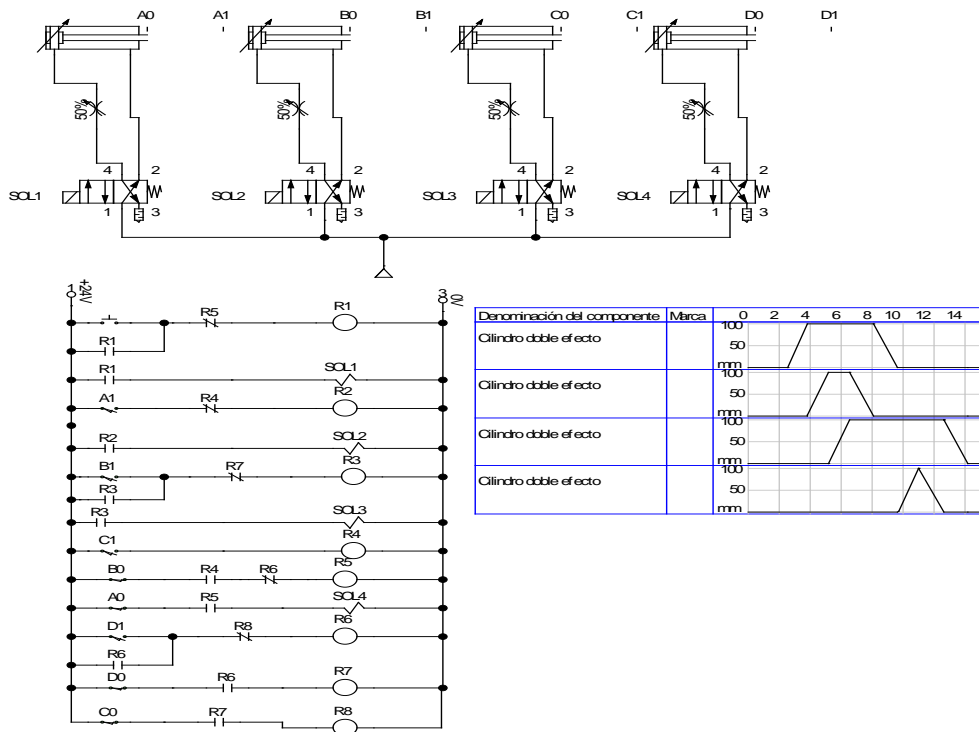 A0 A1 B0 B1 C0 C1 D0 D1
50% 50% 50% 50%
4 2 4 2 4 2 4 2
SOL1 SOL2 SOL3 SOL4
1 3 1 3 1 3 1 3
1 +24V 3 0V
R5 R1
R1
R1 SOL1
A1 R4 R2
R2 SOL2
B1 R7 R3
R3
R3 SOL3
C1 R4
B0 R4 R6 R5
A0 R5 SOL4
D1 R8 R6
R6
D0 R6 R7
C0 R7 R8
Denominación del componente Marca 0 2 4 6 8 10 12 14
Cilindro doble efecto 100 50 mm
Cilindro doble efecto 100 50 mm
Cilindro doble efecto 100 50 mm
Cilindro doble efecto 100 50 mm